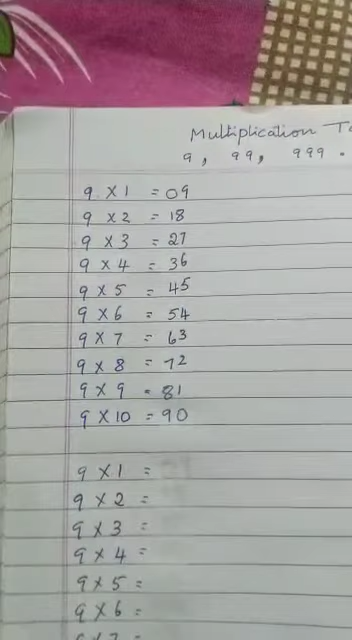 Multiplication Ta
9, 99, 999.
9 X 1 = 09
9 X 2 = 18
9 X 3 = 27
9 X 4 = 36
9 X 5 = 45
9 X 6 = 54
9 X 7 = 63
9 X 8 = 72
9 X 9 = 81
9 X 10 = 90
9 X 1 =
9 X 2 =
9 X 3 =
9 X 4 =
9 X 5 =
9 X 6 =